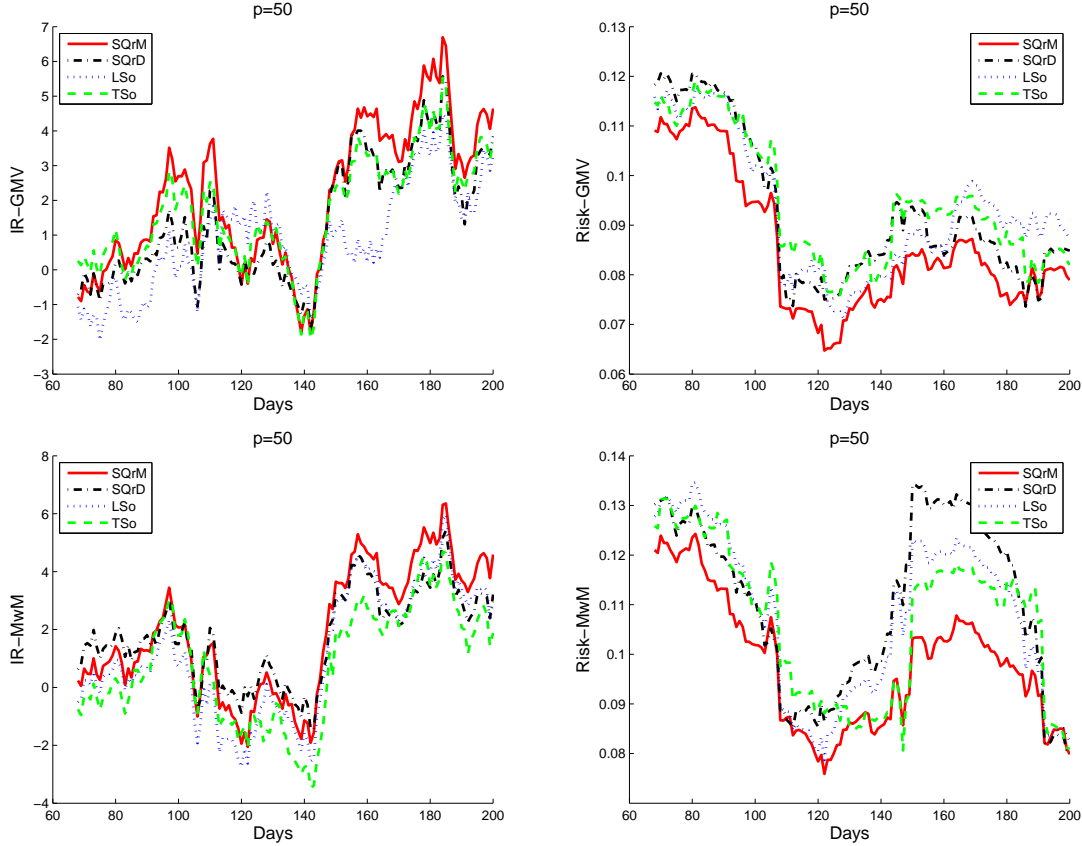 p=50
IR−GMV
7
6
5
4
3
2
1
0
−1
−2
−3
60 80 100 120 140 160 180 200
Days
SQrM
SQrD
LSo
TSo
p=50
Risk−GMV
0.13
0.12
0.11
0.1
0.09
0.08
0.07
0.06
60 80 100 120 140 160 180 200
Days
SQrM
SQrD
LSo
TSo
p=50
IR−MwM
8
6
4
2
0
−2
−4
60 80 100 120 140 160 180 200
Days
SQrM
SQrD
LSo
TSo
p=50
Risk−MwM
0.14
0.13
0.12
0.11
0.1
0.09
0.08
60 80 100 120 140 160 180 200
Days
SQrM
SQrD
LSo
TSo